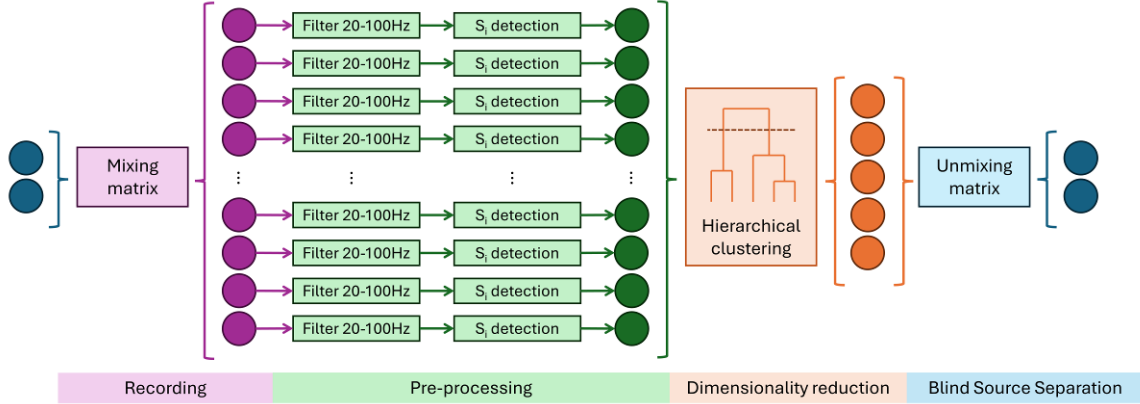 Filter 20-100Hz
Si detection
Filter 20-100Hz
Si detection
Filter 20-100Hz
Si detection
Filter 20-100Hz
Si detection
Mixing
matrix
...
...
...
...
Hierarchical
clustering
Unmixing
matrix
Filter 20-100Hz
Si detection
Filter 20-100Hz
Si detection
Filter 20-100Hz
Si detection
Filter 20-100Hz
Si detection
Recording
Pre-processing
Dimensionality reduction
Blind Source Separation